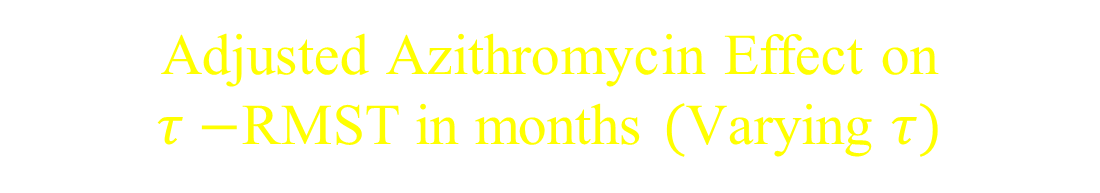 Adjusted Azithromycin Effect on
τ −RMST in months (Varying τ)